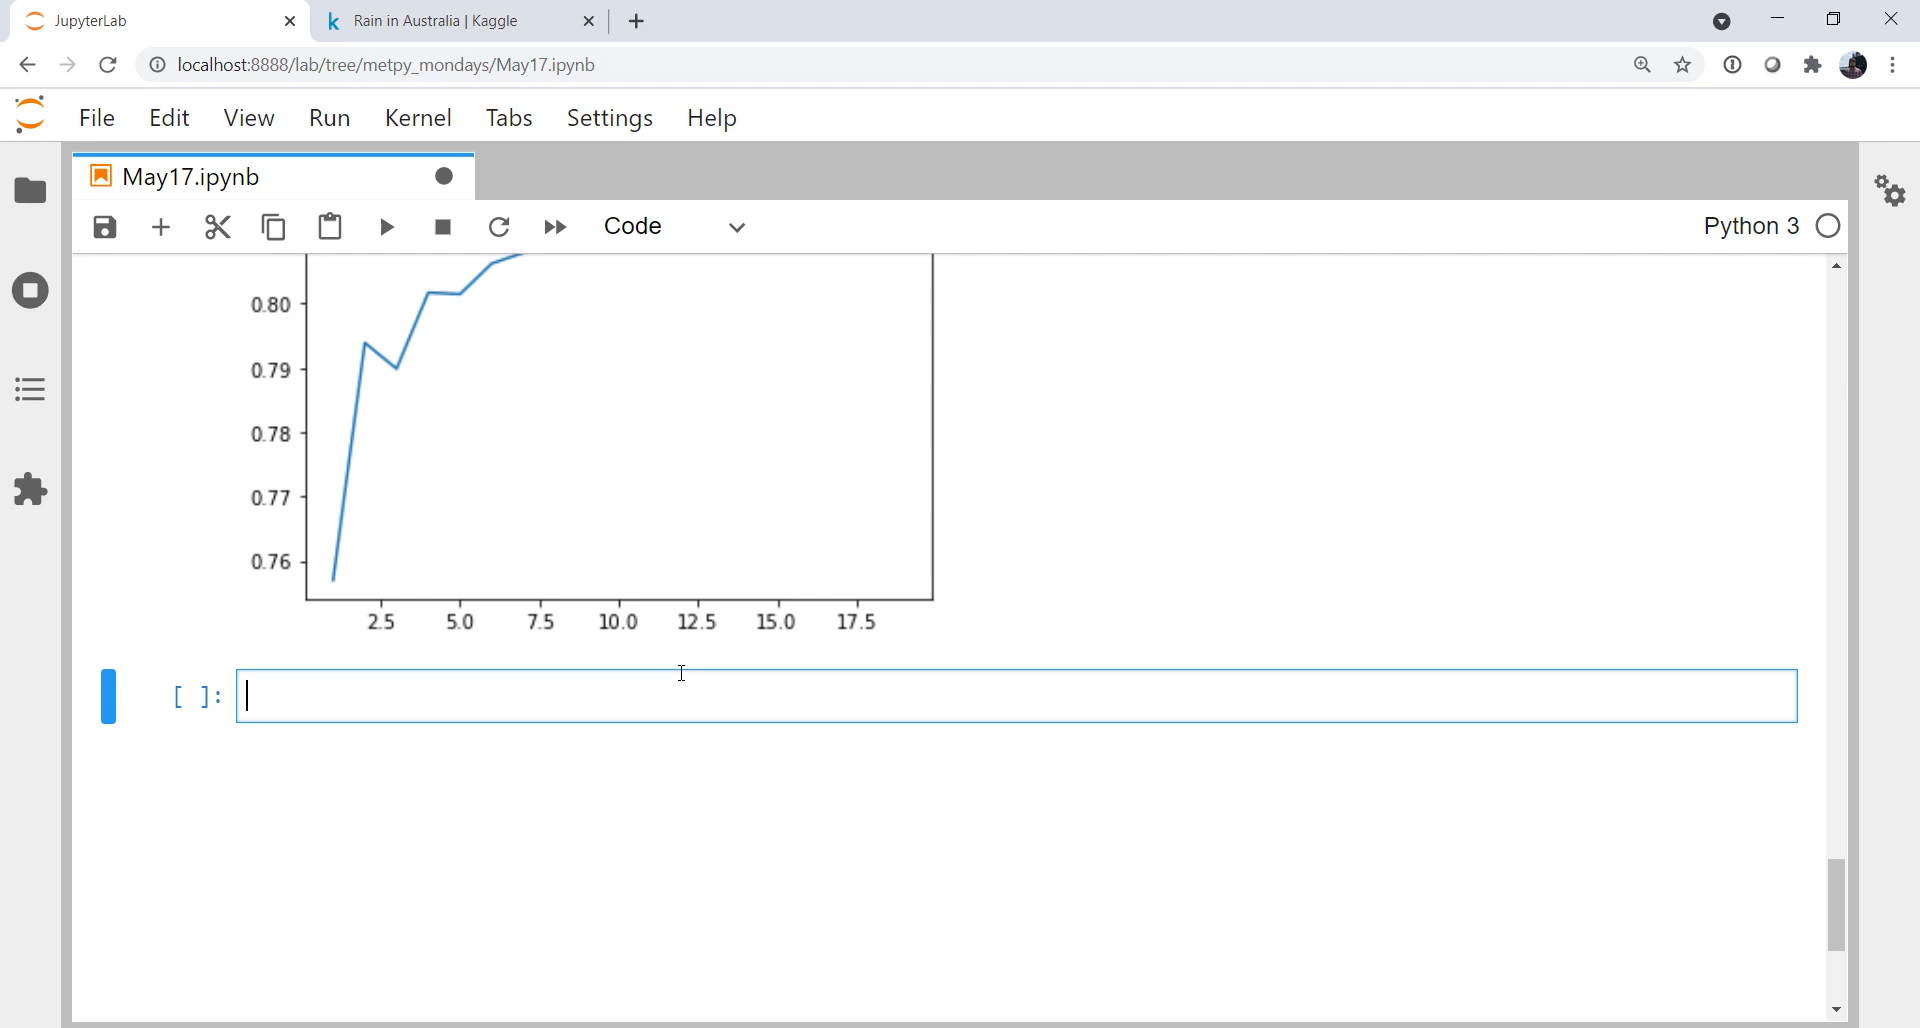 JupyterLab
k Rain in Australia | Kaggle
localhost:8888/lab/tree/metpy_mondays/May17.ipynb
File Edit View Run Kernel Tabs Settings Help
May17.ipynb
Code
Python 3
0.80
0.79
0.78
0.77
0.76
2.5 5.0 7.5 10.0 12.5 15.0 17.5
[ ]: